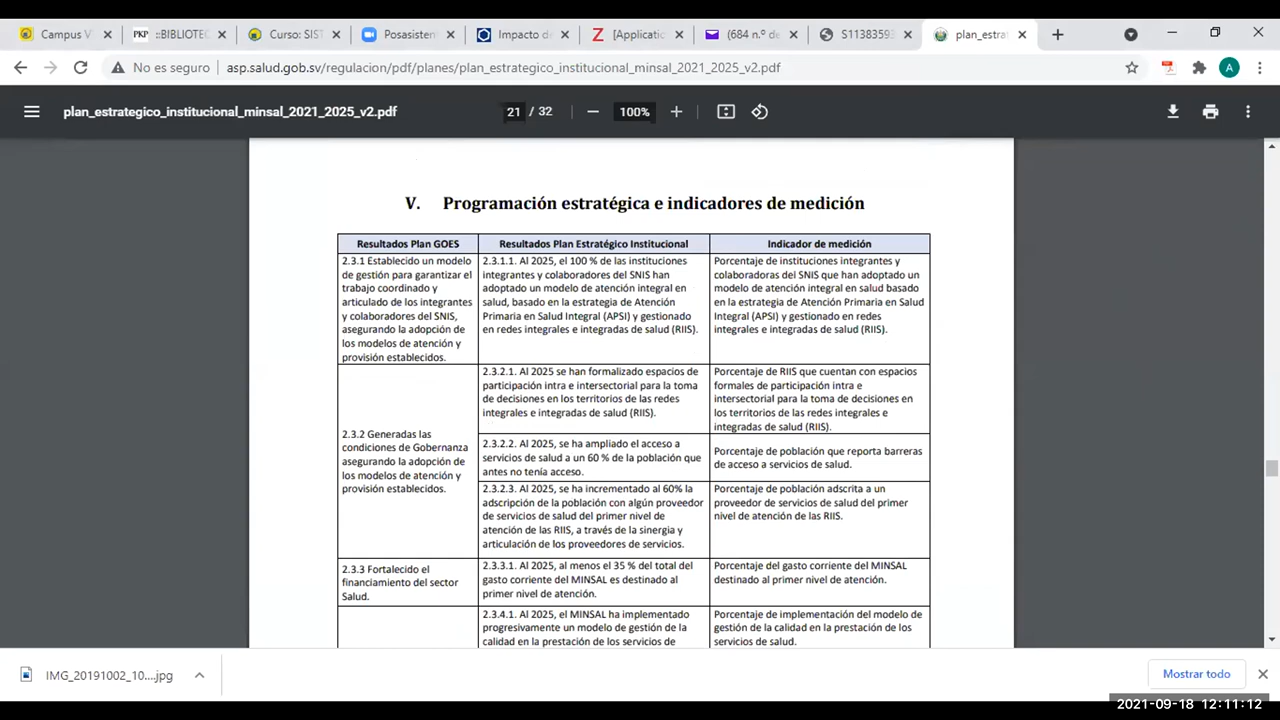 Campus V
PKP ::BIBLIOTEC
Curso: SIST
Posasisten
Impacto de
Z [Applicatio
(684 n.º de
S11383593
plan_estra
No es seguro
asp.salud.gob.sv/regulacion/pdf/planes/plan_estrategico_institucional_minsal_2021_2025_v2.pdf
A
plan_estrategico_institucional_minsal_2021_2025_v2.pdf
21 / 32
100%
V. Programación estratégica e indicadores de medición
Resultados Plan GOES
Resultados Plan Estratégico Institucional
Indicador de medición
2.3.1 Establecido un modelo
de gestión para garantizar el
trabajo coordinado y
articulado de los integrantes
y colaboradores del SNIS,
asegurando la adopción de
los modelos de atención y
provisión establecidos.
2.3.1.1. Al 2025, el 100 % de las instituciones
integrantes y colaboradores del SNIS han
adoptado un modelo de atención integral en
salud, basado en la estrategia de Atención
Primaria en Salud Integral (APSI) y gestionado
en redes integrales e integradas de salud (RIIS).
Porcentaje de instituciones integrantes y
colaboradoras del SNIS que han adoptado un
modelo de atención integral en salud basado
en la estrategia de Atención Primaria en Salud
Integral (APSI) y gestionado en redes
integrales e integradas de salud (RIIS).
2.3.2 Generadas las
condiciones de Gobernanza
asegurando la adopción de
los modelos de atención y
provisión establecidos.
2.3.2.1. Al 2025 se han formalizado espacios de
participación intra e intersectorial para la toma
de decisiones en los territorios de las redes
integrales e integradas de salud (RIIS).
Porcentaje de RIIS que cuentan con espacios
formales de participación intra e
intersectorial para la toma de decisiones en
los territorios de las redes integrales e
integradas de salud (RIIS).
2.3.2.2. Al 2025, se ha ampliado el acceso a
servicios de salud a un 60 % de la población que
antes no tenía acceso.
Porcentaje de población que reporta barreras
de acceso a servicios de salud.
2.3.2.3. Al 2025, se ha incrementado al 60% la
adscripción de la población con algún proveedor
de servicios de salud del primer nivel de
atención de las RIIS, a través de la sinergia y
articulación de los proveedores de servicios.
Porcentaje de población adscrita a un
proveedor de servicios de salud del primer
nivel de atención de las RIIS.
2.3.3 Fortalecido el
financiamiento del sector
Salud.
2.3.3.1. Al 2025, al menos el 35 % del total del
gasto corriente del MINSAL es destinado al
primer nivel de atención.
Porcentaje del gasto corriente del MINSAL
destinado al primer nivel de atención.
2.3.4.1. Al 2025, el MINSAL ha implementado
progresivamente un modelo de gestión de la
calidad en la prestación de los servicios de
Porcentaje de implementación del modelo de
gestión de la calidad en la prestación de los
servicios de salud.
IMG_20191002_10....jpg
Mostrar todo
2021-09-18 12:11:12